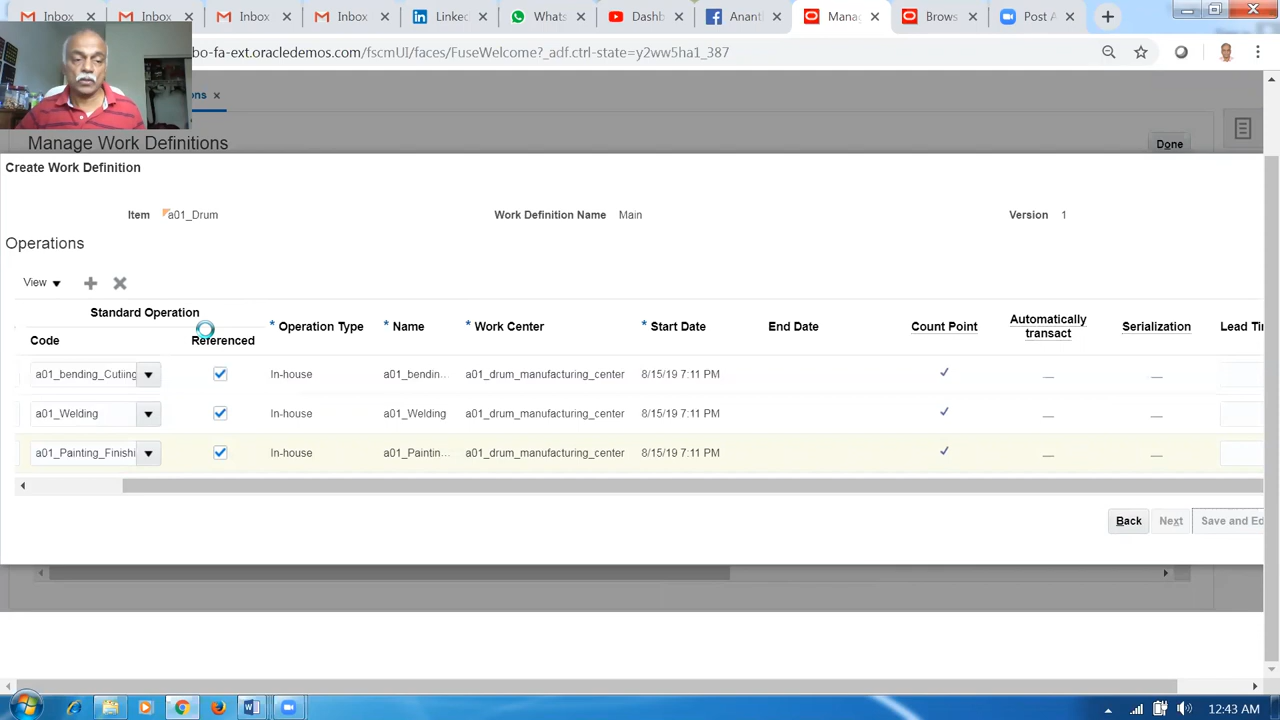 Inbox
Inbox
Inbox
Inbox
Linke
What
Dashb
Anant
Mana
Brow
Post A
bo-fa-ext.oracledemos.com/fscmUI/faces/FuseWelcome?_adf.ctrl-state=y2ww5ha1_387
ons
Manage Work Definitions
Done
Create Work Definition
Item a01_Drum Work Definition Name Main Version 1
Operations
View
Standard Operation
Code Referenced * Operation Type * Name * Work Center * Start Date End Date Count Point Automatically transact Serialization Lead Tin
a01_bending_Cutiing In-house a01_bendin... a01_drum_manufacturing_center 8/15/19 7:11 PM
a01_Welding In-house a01_Welding a01_drum_manufacturing_center 8/15/19 7:11 PM
a01_Painting_Finishi In-house a01_Paintin... a01_drum_manufacturing_center 8/15/19 7:11 PM
Back Next Save and Ed
12:43 AM